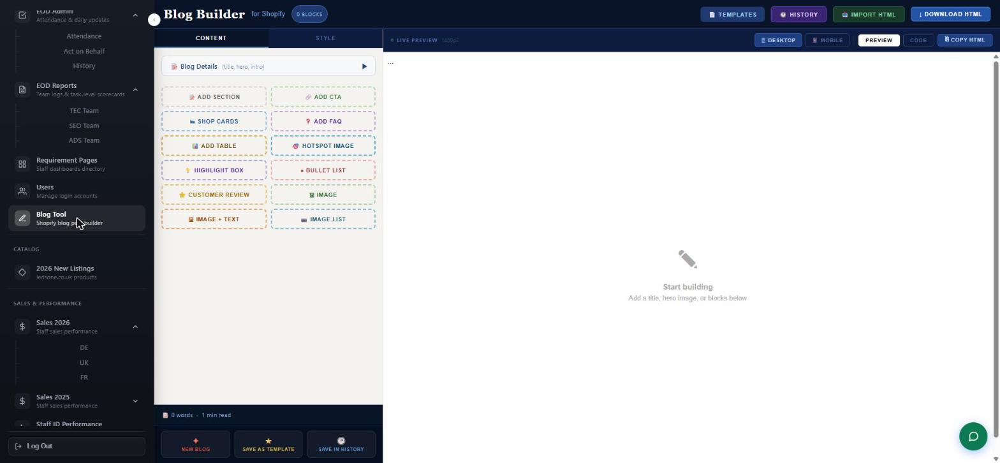 EOD Admin
Attendance & daily updates
Attendance
Act on Behalf
History
EOD Reports
Team logs & task-level scorecards
TEC Team
SEO Team
ADS Team
Requirement Pages
Staff dashboards directory
Users
Manage login accounts
Blog Tool
Shopify blog builder
CATALOG
2026 New Listings
ledsone.co.uk products
SALES & PERFORMANCE
Sales 2026
Staff sales performance
DE
UK
FR
Sales 2025
Staff sales performance
Staff ID Performance
Log Out
Blog Builder for Shopify 0 BLOCKS
TEMPLATES HISTORY IMPORT HTML ↓ DOWNLOAD HTML
CONTENT STYLE
Blog Details (title, hero, intro)
ADD SECTION ADD CTA
SHOP CARDS ADD FAQ
ADD TABLE HOTSPOT IMAGE
HIGHLIGHT BOX BULLET LIST
CUSTOMER REVIEW IMAGE
IMAGE + TEXT IMAGE LIST
0 words · 1 min read
NEW BLOG SAVE AS TEMPLATE SAVE IN HISTORY
LIVE PREVIEW 1400px DESKTOP MOBILE PREVIEW CODE COPY HTML
...
Start building
Add a title, hero image, or blocks below